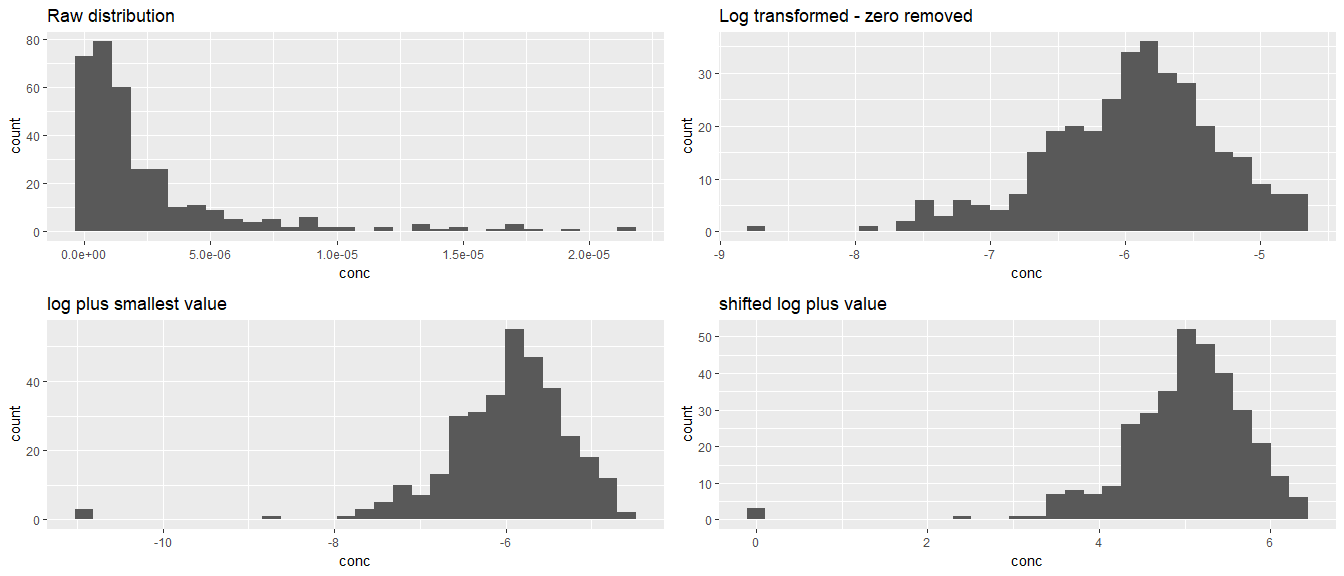 Raw distribution
80
60
40
20
0
count
0.0e+00
5.0e-06
1.0e-05
1.5e-05
2.0e-05
conc
Log transformed - zero removed
30
20
10
0
count
-9
-8
-7
-6
-5
conc
log plus smallest value
40
20
0
count
-10
-8
-6
conc
shifted log plus value
50
40
30
20
10
0
count
0
2
4
6
conc